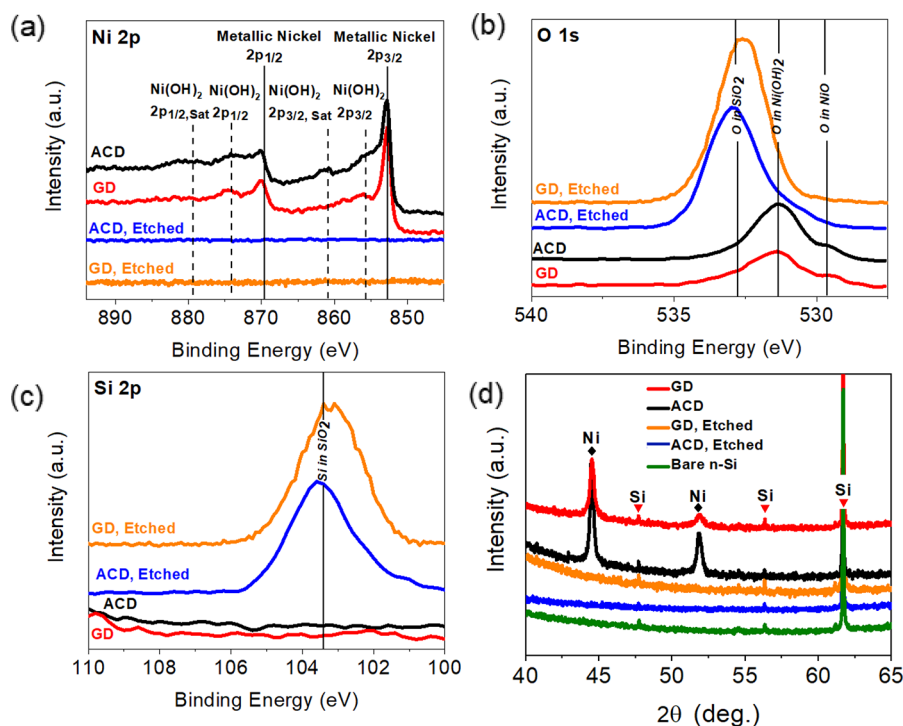 (a)
Ni 2p
Metallic Nickel
2p1/2
Metallic Nickel
2p3/2
Ni(OH)2
2p1/2, Sat
Ni(OH)2
2p1/2
Ni(OH)2
2p3/2, Sat
Ni(OH)2
2p3/2
ACD
GD
ACD, Etched
GD, Etched
Intensity (a.u.)
890 880 870 860 850
Binding Energy (eV)
(b)
O 1s
O in SiO2
O in Ni(OH)2
O in NiO
GD, Etched
ACD, Etched
ACD
GD
Intensity (a.u.)
540 535 530
Binding Energy (eV)
(c)
Si 2p
Si in SiO2
GD, Etched
ACD, Etched
ACD
GD
Intensity (a.u.)
110 108 106 104 102 100
Binding Energy (eV)
(d)
GD
ACD
GD, Etched
ACD, Etched
Bare n-Si
Ni
Si
Ni
Si
Si
Intensity (a.u.)
40 45 50 55 60 65
2θ (deg.)